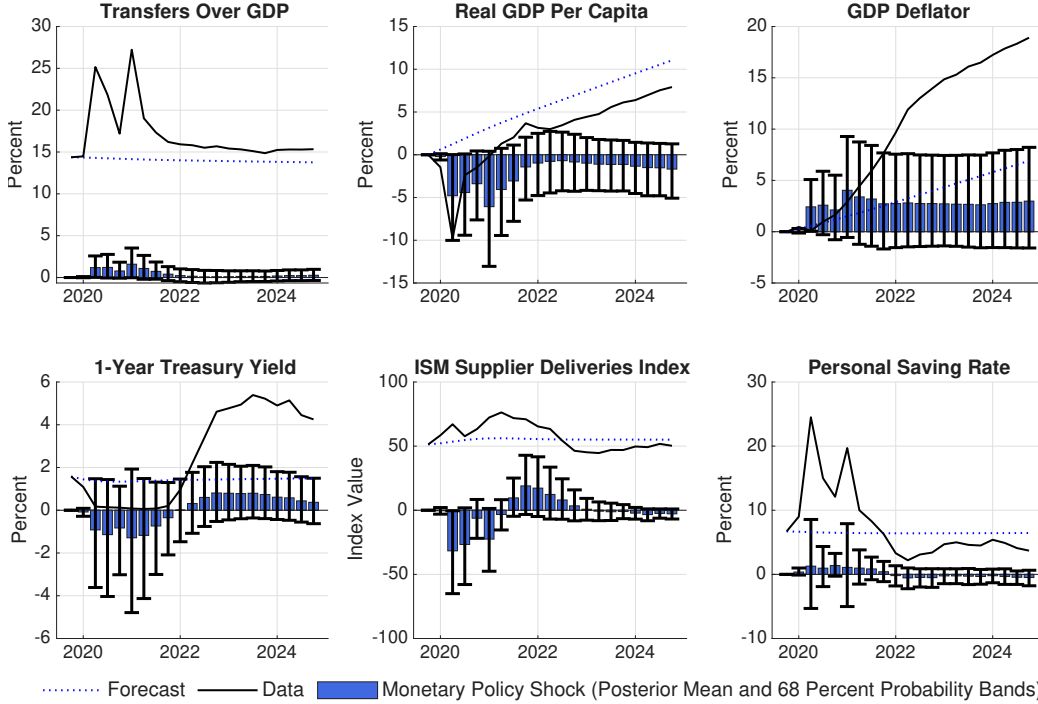 Transfers Over GDP
Real GDP Per Capita
GDP Deflator
30
25
20
15
10
5
0
Percent
2020 2022 2024
15
10
5
0
-5
-10
-15
Percent
2020 2022 2024
20
15
10
5
0
-5
Percent
2020 2022 2024
1-Year Treasury Yield
ISM Supplier Deliveries Index
Personal Saving Rate
6
4
2
0
-2
-4
-6
Percent
2020 2022 2024
100
50
0
-50
-100
Index Value
2020 2022 2024
30
20
10
0
-10
Percent
2020 2022 2024
Forecast Data Monetary Policy Shock (Posterior Mean and 68 Percent Probability Bands)